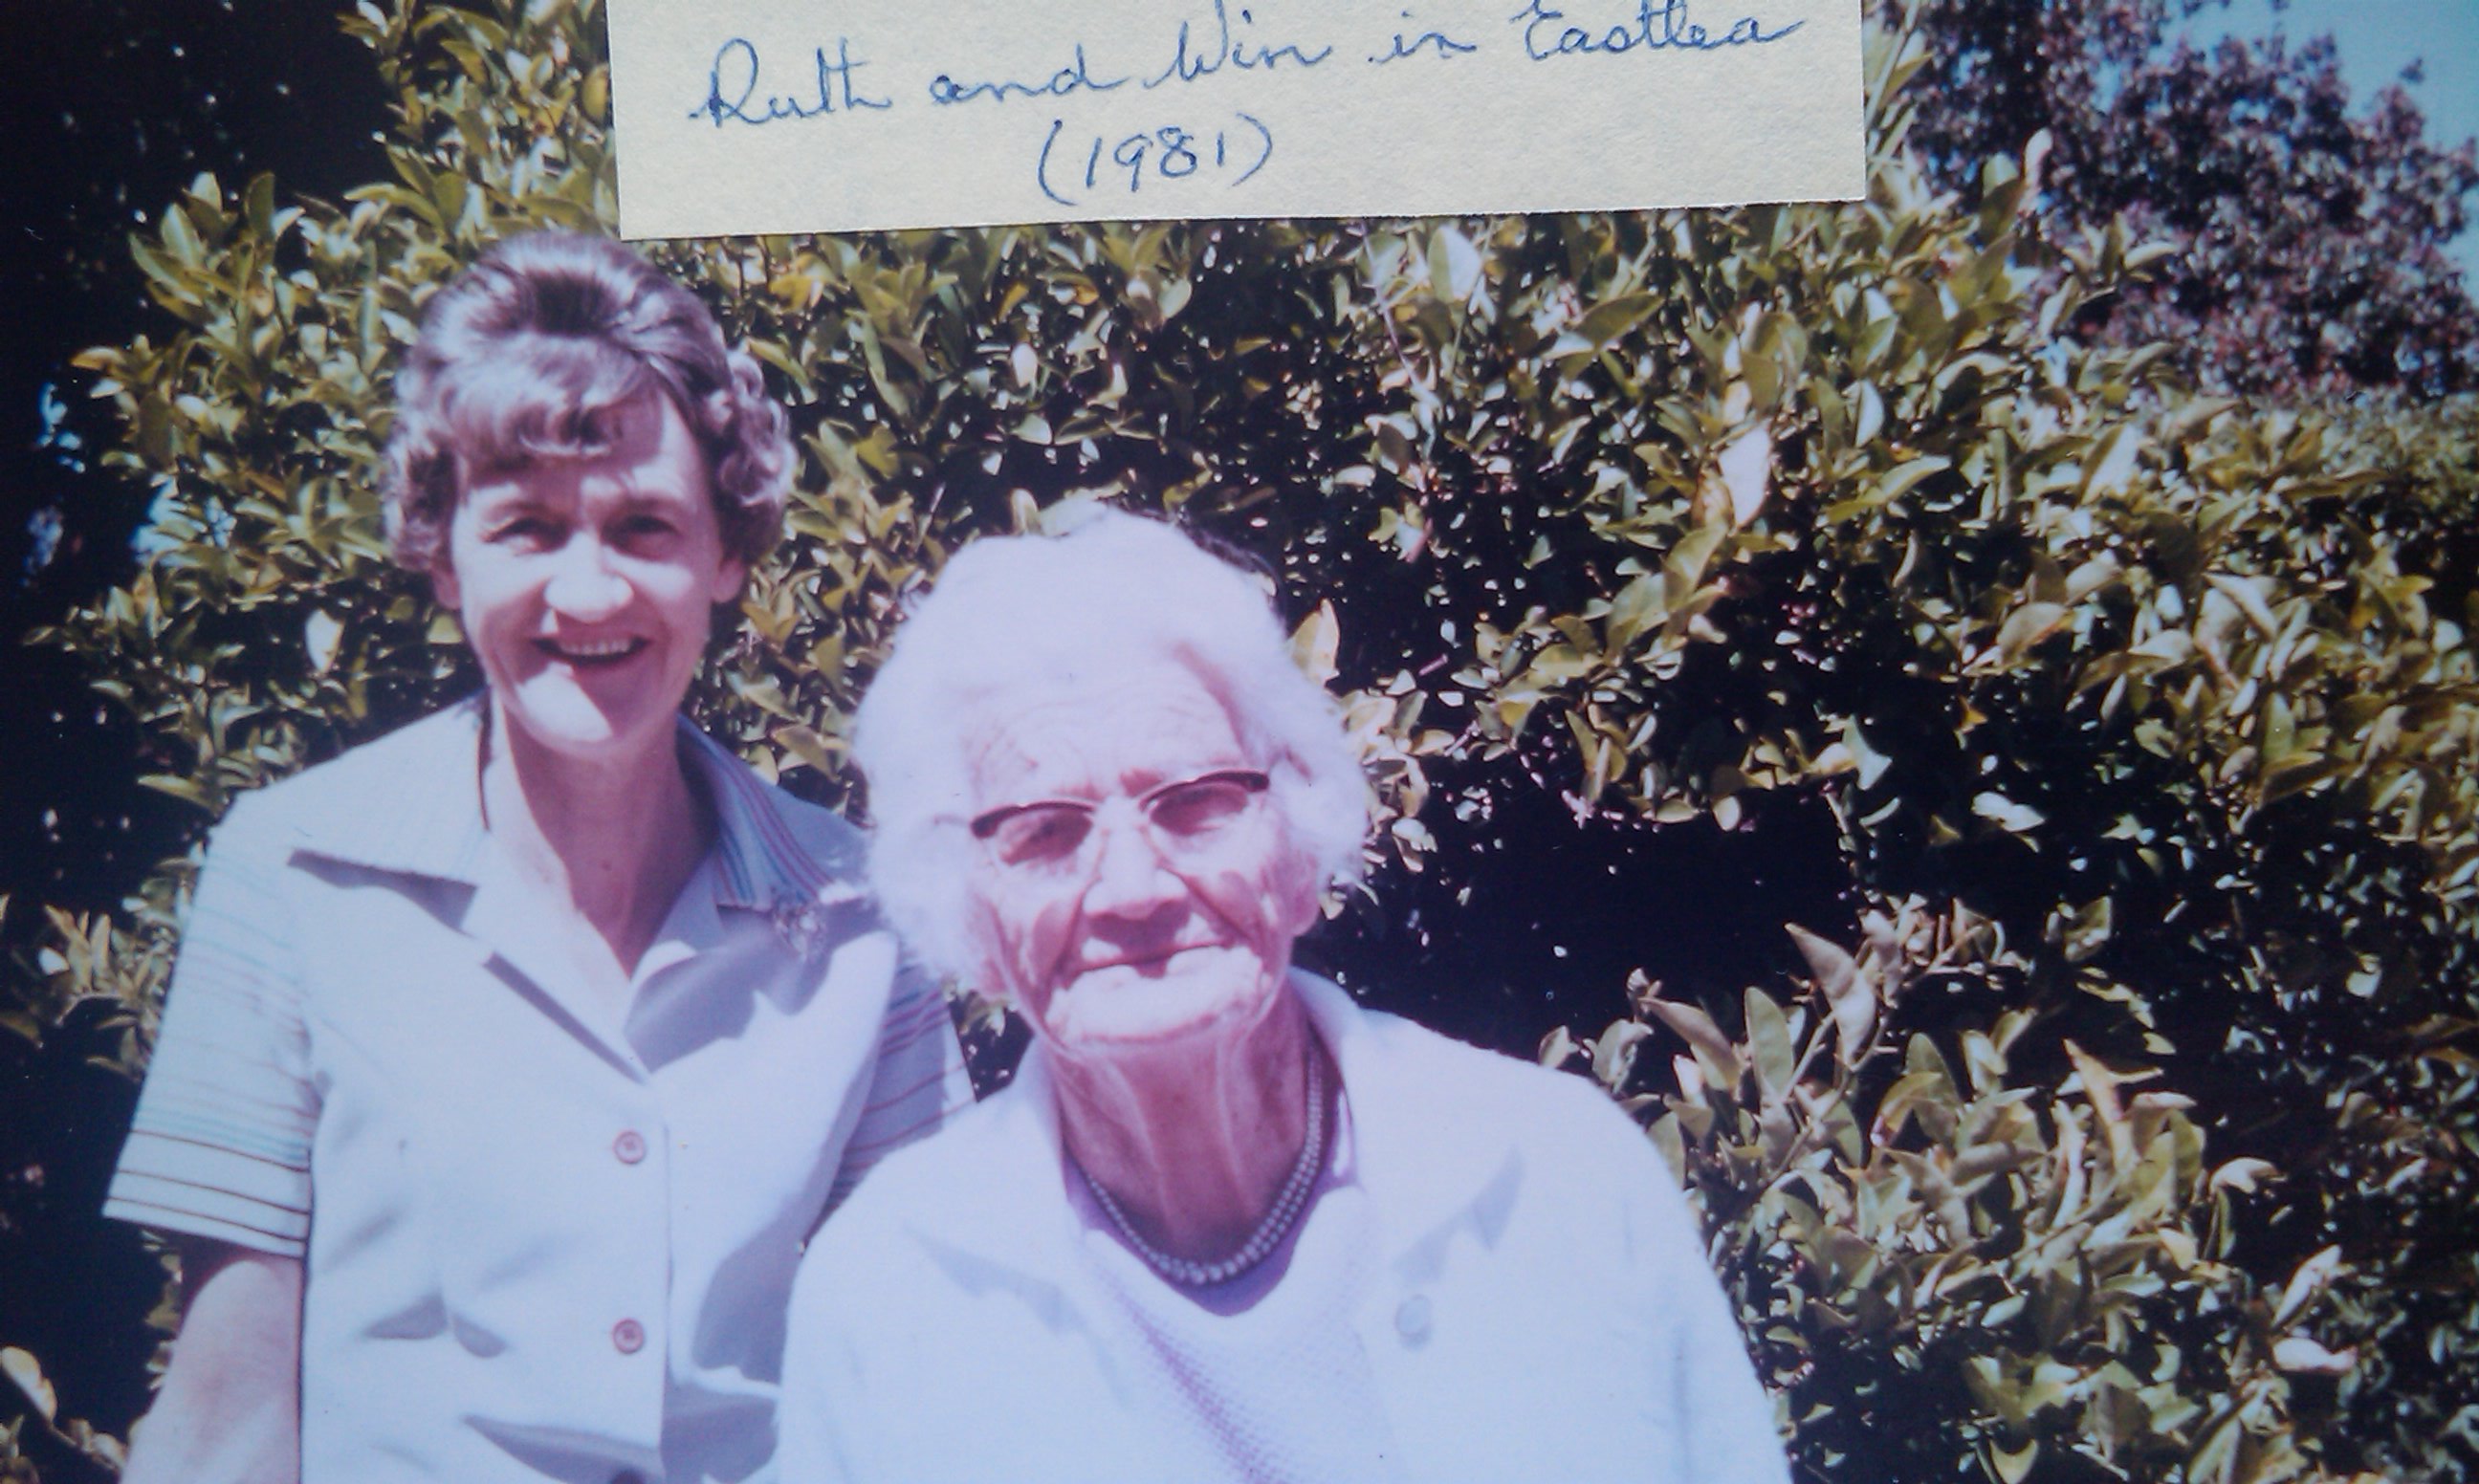 Ruth and Win in Eastlea
(1981)